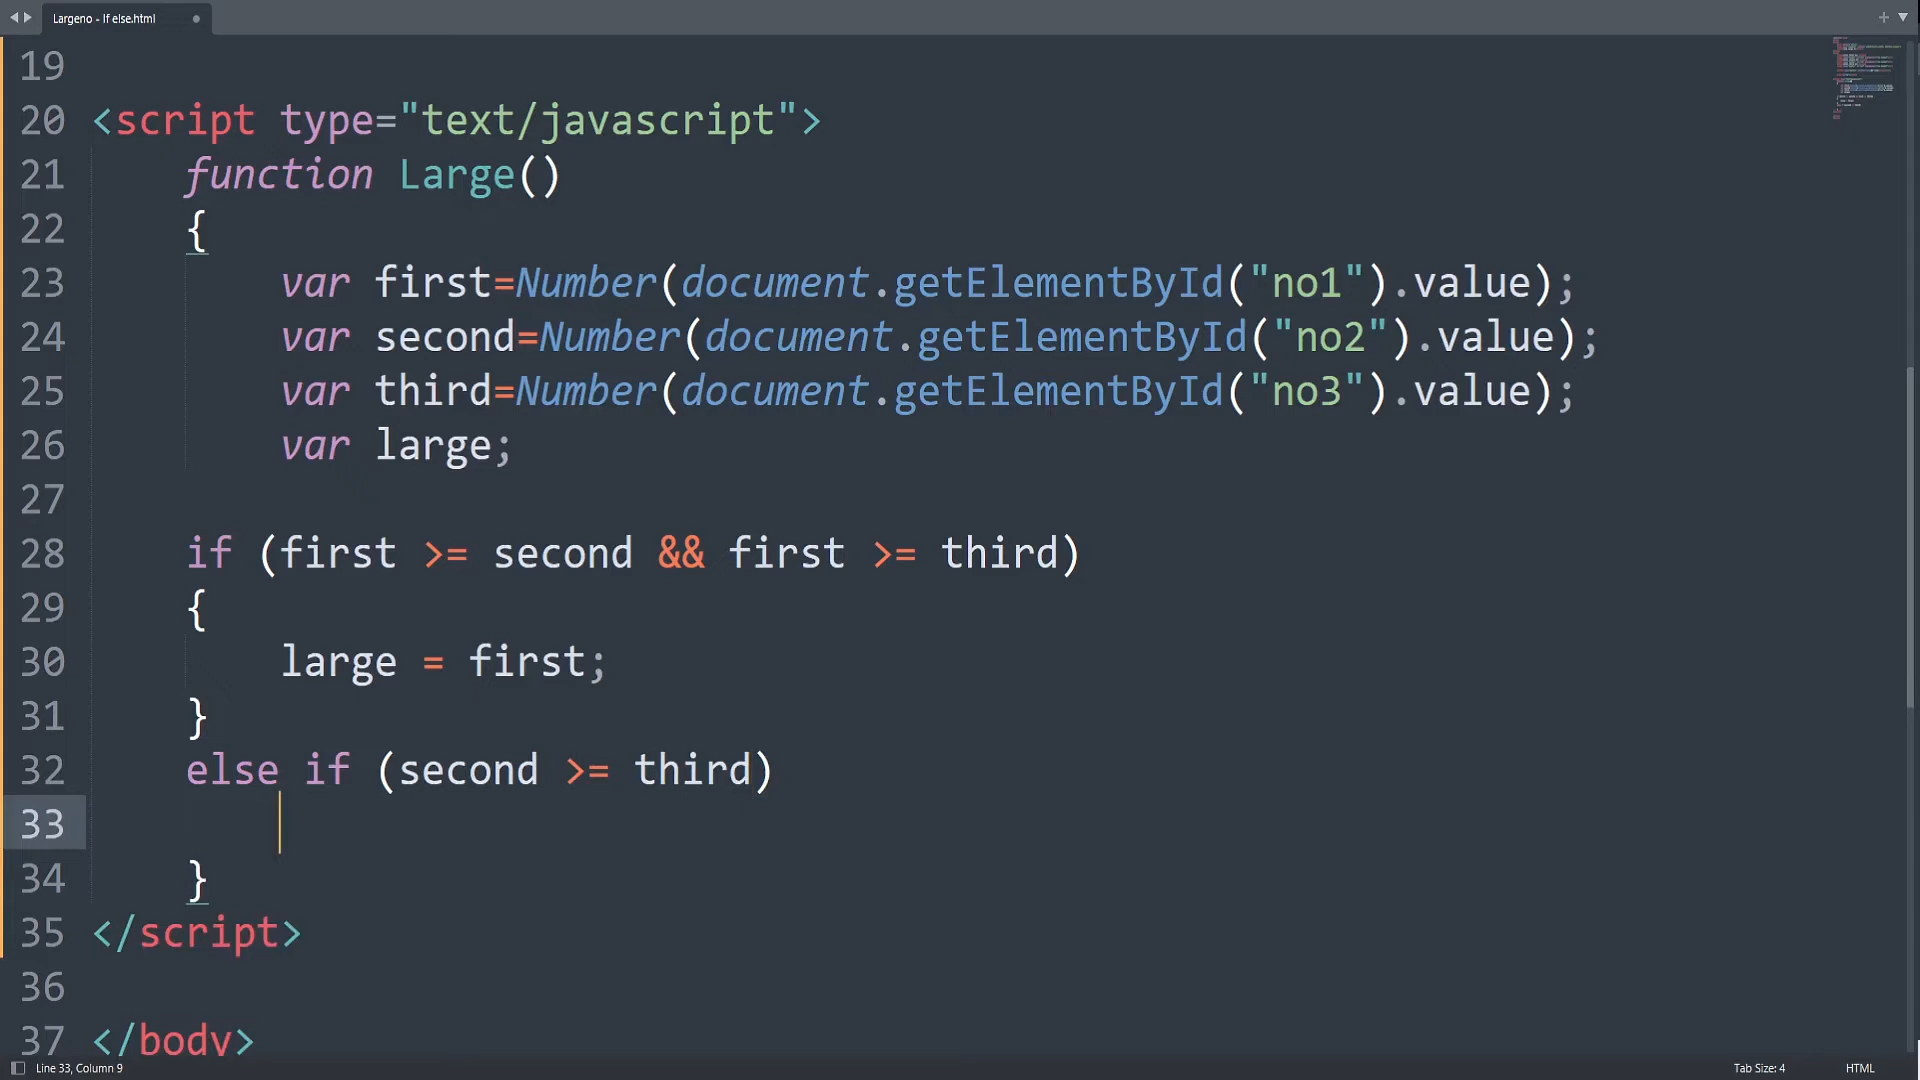 Largeno - If else.html
19
20 <script type="text/javascript">
21 function Large()
22 {
23 var first=Number(document.getElementById("no1").value);
24 var second=Number(document.getElementById("no2").value);
25 var third=Number(document.getElementById("no3").value);
26 var large;
27
28 if (first >= second && first >= third)
29 {
30 large = first;
31 }
32 else if (second >= third)
33
34 }
35 </script>
36
37 </body>
Line 33, Column 9 Tab Size: 4 HTML